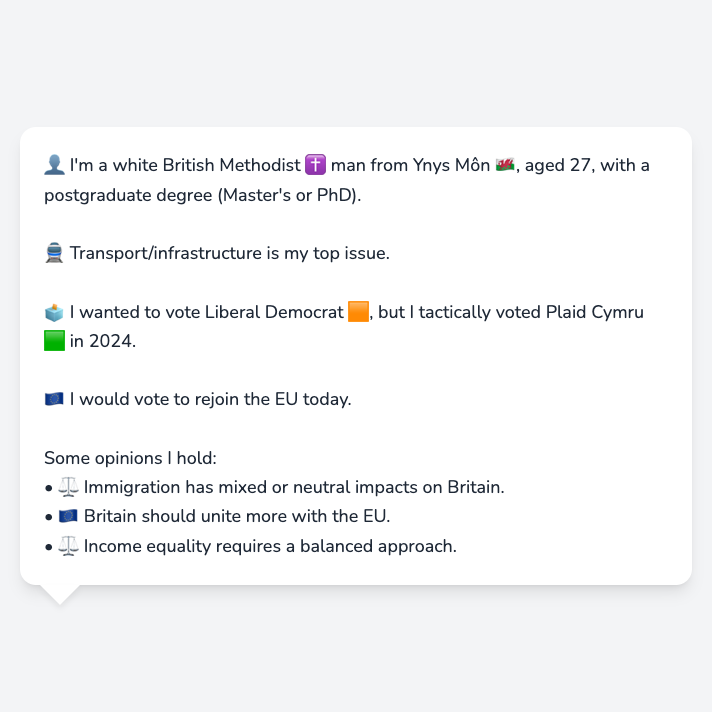 👤 I'm a white British Methodist ✝️ man from Ynys Môn 🏴󠁧󠁢󠁷󠁬󠁳󠁿, aged 27, with a
postgraduate degree (Master's or PhD).
🚆 Transport/infrastructure is my top issue.
🗳️ I wanted to vote Liberal Democrat 🟧, but I tactically voted Plaid Cymru
🟩 in 2024.
🇪🇺 I would vote to rejoin the EU today.
Some opinions I hold:
• ⚖️ Immigration has mixed or neutral impacts on Britain.
• 🇪🇺 Britain should unite more with the EU.
• ⚖️ Income equality requires a balanced approach.